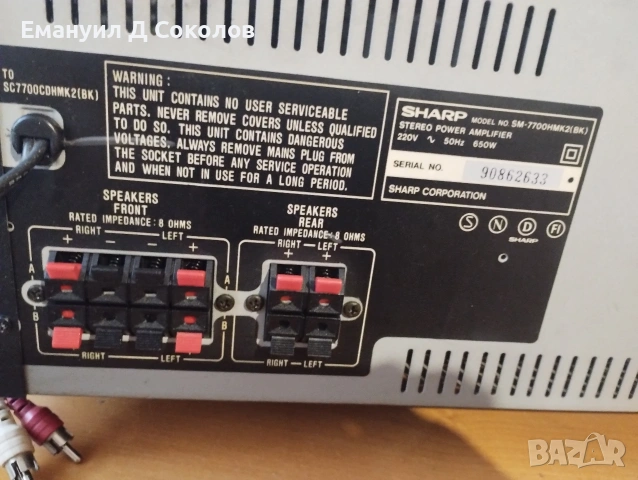 Емануил Д Соколов
TO
SC7700CDHMK2(BK)
WARNING:
THIS UNIT CONTAINS NO USER SERVICEABLE
PARTS. NEVER REMOVE COVERS UNLESS QUALIFIED
TO DO SO. THIS UNIT CONTAINS DANGEROUS
VOLTAGES. ALWAYS REMOVE MAINS PLUG FROM
THE SOCKET BEFORE ANY SERVICE OPERATION
AND WHEN NOT IN USE FOR A LONG PERIOD.
SHARP MODEL NO. SM-7700HMK2(BK)
STEREO POWER AMPLIFIER
220V ∿ 50Hz 650W
SERIAL NO. 90862633
SHARP CORPORATION
S N D FI
SHARP
SPEAKERS
FRONT
RATED IMPEDANCE: 8 OHMS
RIGHT LEFT
+ − − +
A A
B B
RIGHT LEFT
SPEAKERS
REAR
RATED IMPEDANCE: 8 OHMS
RIGHT LEFT
+ +
RIGHT LEFT
BAZAR